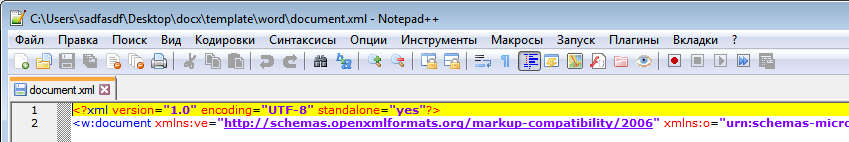 C:\Users\sadfasdf\Desktop\docx\template\word\document.xml - Notepad++
Файл Правка Поиск Вид Кодировки Синтаксисы Опции Инструменты Макросы Запуск Плагины Вкладки ?
document.xml
1 <?xml version="1.0" encoding="UTF-8" standalone="yes"?>
2 <w:document xmlns:ve="http://schemas.openxmlformats.org/markup-compatibility/2006" xmlns:o="urn:schemas-micro